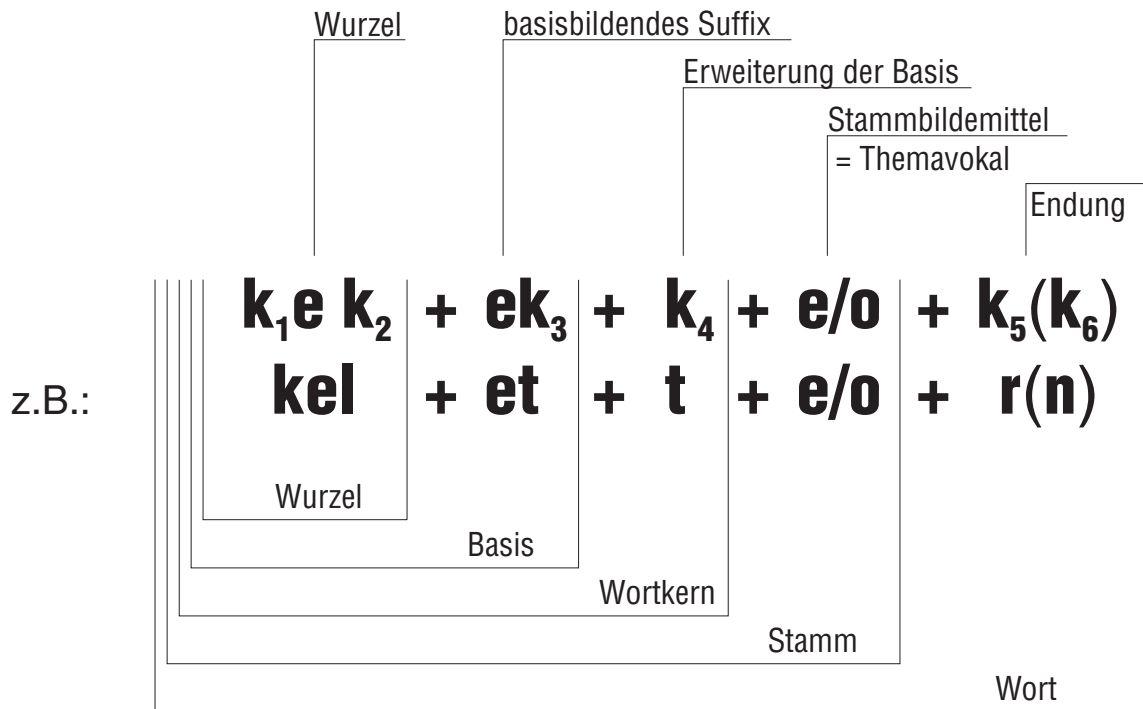 Wurzel basisbildendes Suffix
Erweiterung der Basis
Stammbildemittel
= Themavokal
Endung
k₁e k₂ + ek₃ + k₄ + e/o + k₅(k₆)
z.B.: kel + et + t + e/o + r(n)
Wurzel
Basis
Wortkern
Stamm
Wort